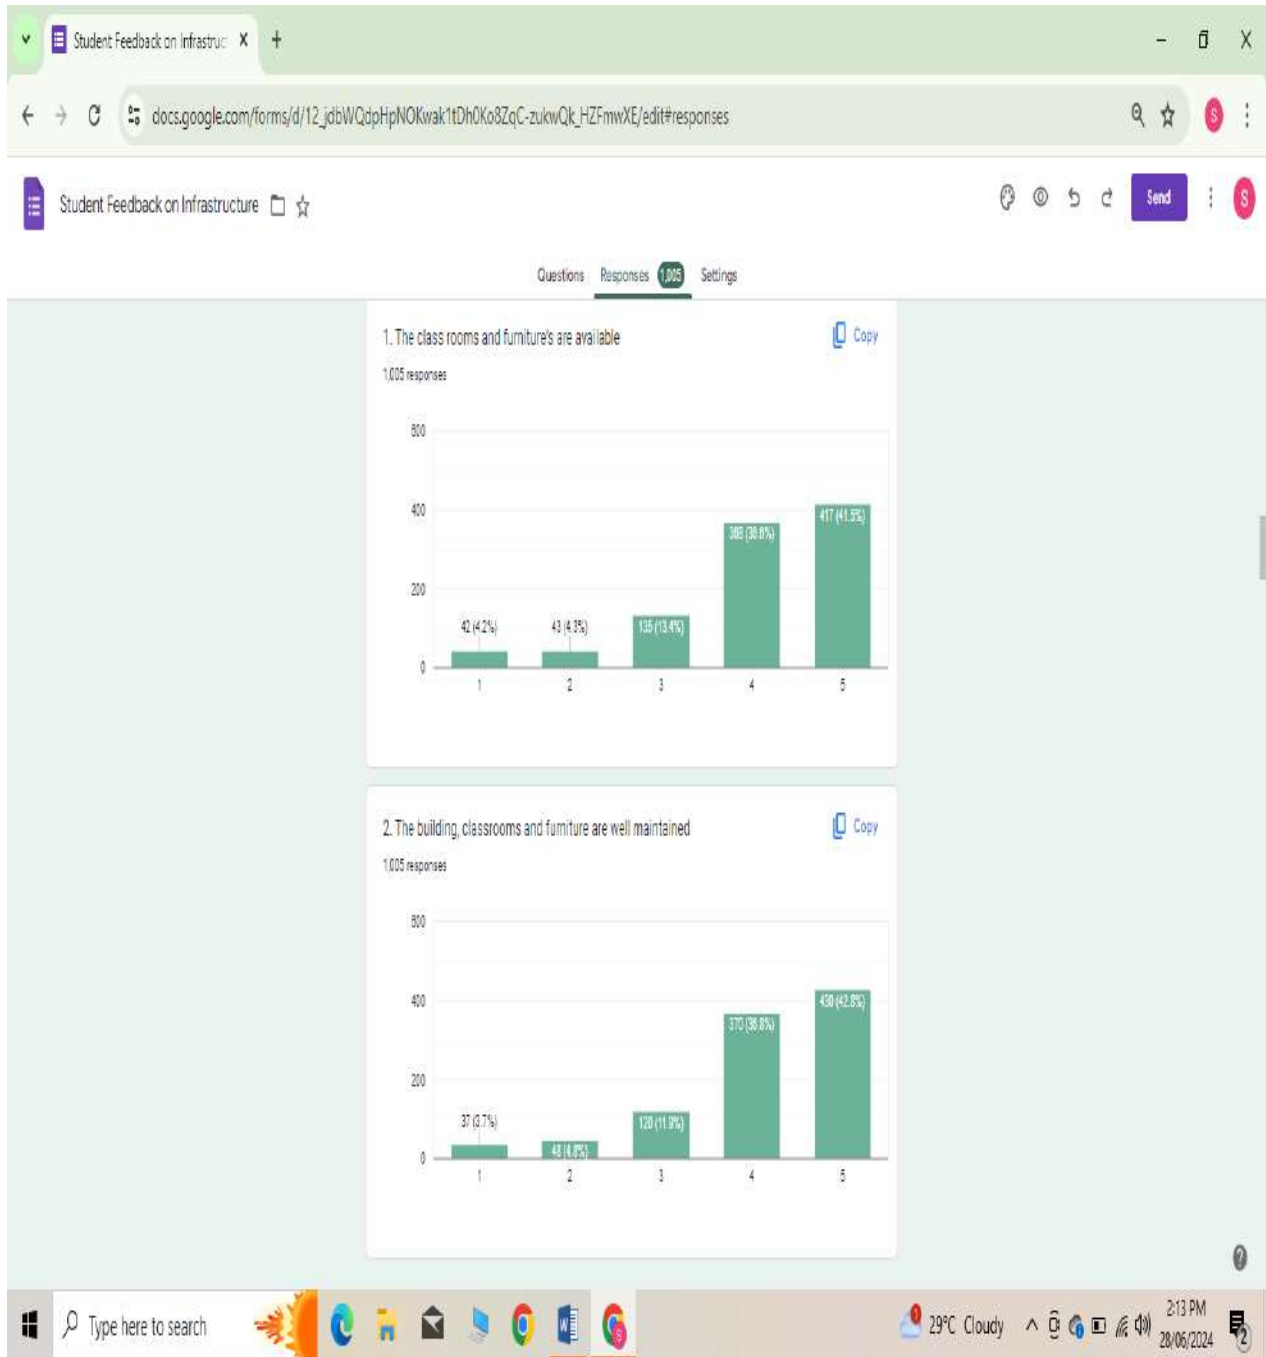 Student Feedback on Infrastruc
docs.google.com/forms/d/12_jdbWQdpHpNOKwak1tDh0Ko8ZqC-zukwQk_HZFmwXE/edit#responses
S
Student Feedback on Infrastructure
Send
S
Questions Responses 1,005 Settings
1. The class rooms and furniture's are available
Copy
1,005 responses
600
400
200
0
42 (4.2%)
43 (4.3%)
135 (13.4%)
368 (36.6%)
417 (41.5%)
1 2 3 4 5
2. The building, classrooms and furniture are well maintained
Copy
1,005 responses
600
400
200
0
37 (3.7%)
48 (4.8%)
120 (11.9%)
370 (36.8%)
430 (42.8%)
1 2 3 4 5
Type here to search
29°C Cloudy
2:13 PM
28/06/2024
2